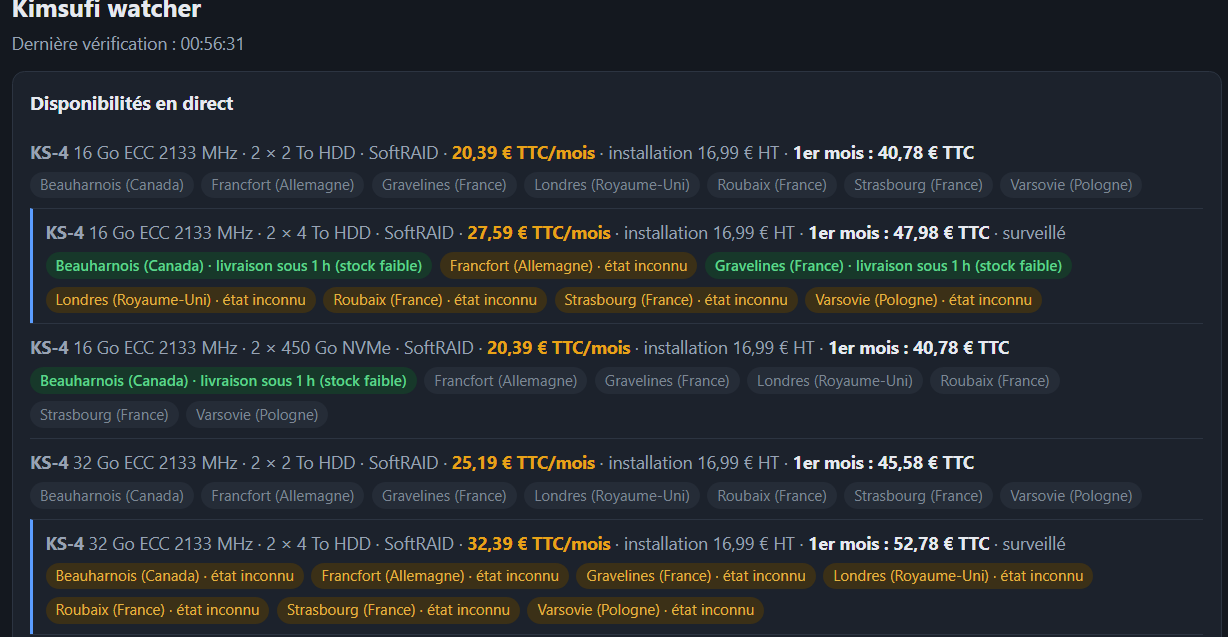 Kimsufi watcher
Dernière vérification : 00:56:31
Disponibilités en direct
KS-4 16 Go ECC 2133 MHz · 2 × 2 To HDD · SoftRAID · 20,39 € TTC/mois · installation 16,99 € HT · 1er mois : 40,78 € TTC
Beauharnois (Canada) Francfort (Allemagne) Gravelines (France) Londres (Royaume-Uni) Roubaix (France) Strasbourg (France) Varsovie (Pologne)
KS-4 16 Go ECC 2133 MHz · 2 × 4 To HDD · SoftRAID · 27,59 € TTC/mois · installation 16,99 € HT · 1er mois : 47,98 € TTC · surveillé
Beauharnois (Canada) · livraison sous 1 h (stock faible) Francfort (Allemagne) · état inconnu Gravelines (France) · livraison sous 1 h (stock faible)
Londres (Royaume-Uni) · état inconnu Roubaix (France) · état inconnu Strasbourg (France) · état inconnu Varsovie (Pologne) · état inconnu
KS-4 16 Go ECC 2133 MHz · 2 × 450 Go NVMe · SoftRAID · 20,39 € TTC/mois · installation 16,99 € HT · 1er mois : 40,78 € TTC
Beauharnois (Canada) · livraison sous 1 h (stock faible) Francfort (Allemagne) Gravelines (France) Londres (Royaume-Uni) Roubaix (France)
Strasbourg (France) Varsovie (Pologne)
KS-4 32 Go ECC 2133 MHz · 2 × 2 To HDD · SoftRAID · 25,19 € TTC/mois · installation 16,99 € HT · 1er mois : 45,58 € TTC
Beauharnois (Canada) Francfort (Allemagne) Gravelines (France) Londres (Royaume-Uni) Roubaix (France) Strasbourg (France) Varsovie (Pologne)
KS-4 32 Go ECC 2133 MHz · 2 × 4 To HDD · SoftRAID · 32,39 € TTC/mois · installation 16,99 € HT · 1er mois : 52,78 € TTC · surveillé
Beauharnois (Canada) · état inconnu Francfort (Allemagne) · état inconnu Gravelines (France) · état inconnu Londres (Royaume-Uni) · état inconnu
Roubaix (France) · état inconnu Strasbourg (France) · état inconnu Varsovie (Pologne) · état inconnu